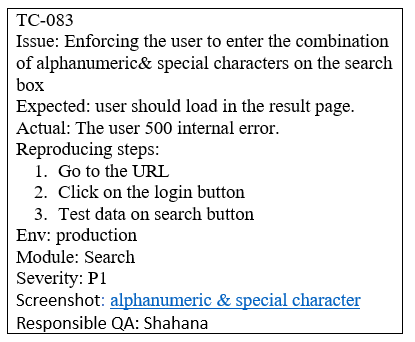 TC-083
Issue: Enforcing the user to enter the combination
of alphanumeric& special characters on the search
box
Expected: user should load in the result page.
Actual: The user 500 internal error.
Reproducing steps:
1. Go to the URL
2. Click on the login button
3. Test data on search button
Env: production
Module: Search
Severity: P1
Screenshot: alphanumeric & special character
Responsible QA: Shahana